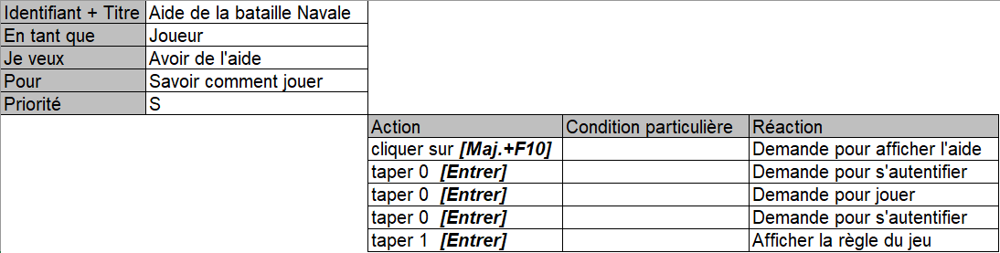 Identifiant + Titre Aide de la bataille Navale
En tant que Joueur
Je veux Avoir de l'aide
Pour Savoir comment jouer
Priorité S
Action Condition particulière Réaction
cliquer sur [Maj.+F10] Demande pour afficher l'aide
taper 0 [Entrer] Demande pour s'autentifier
taper 0 [Entrer] Demande pour jouer
taper 0 [Entrer] Demande pour s'autentifier
taper 1 [Entrer] Afficher la règle du jeu